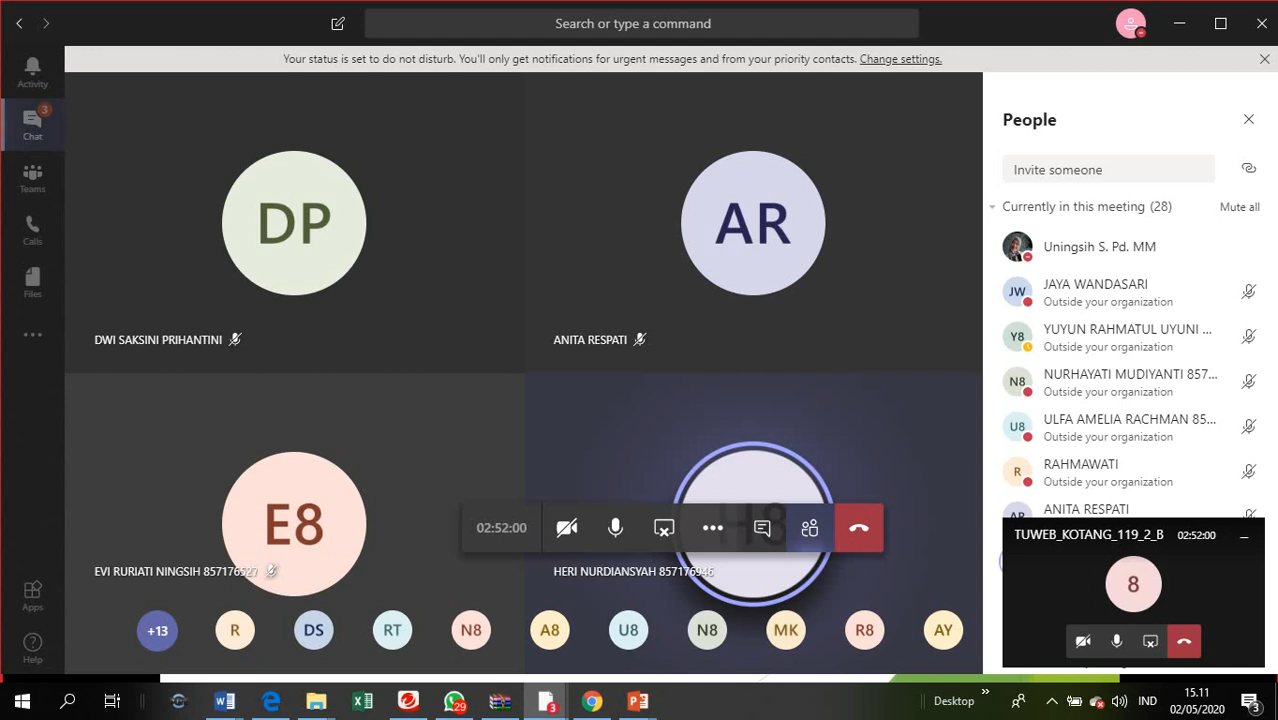 Search or type a command
Your status is set to do not disturb. You'll only get notifications for urgent messages and from your priority contacts. Change settings.
Activity
3
Chat
Teams
Calls
Files
Apps
Help
DP
DWI SAKSINI PRIHANTINI
AR
ANITA RESPATI
E8
EVI RURIATI NINGSIH 857176527
H8
HERI NURDIANSYAH 857176946
02:52:00
+13
R
DS
RT
N8
A8
U8
N8
MK
R8
AY
People
Invite someone
Currently in this meeting (28)
Mute all
Uningsih S. Pd. MM
JW
JAYA WANDASARI
Outside your organization
Y8
YUYUN RAHMATUL UYUNI ...
Outside your organization
N8
NURHAYATI MUDIYANTI 857...
Outside your organization
U8
ULFA AMELIA RACHMAN 85...
Outside your organization
R
RAHMAWATI
Outside your organization
AR
ANITA RESPATI
TUWEB_KOTANG_119_2_B
02:52:00
8
29
3
Desktop
IND
15.11
02/05/2020
3